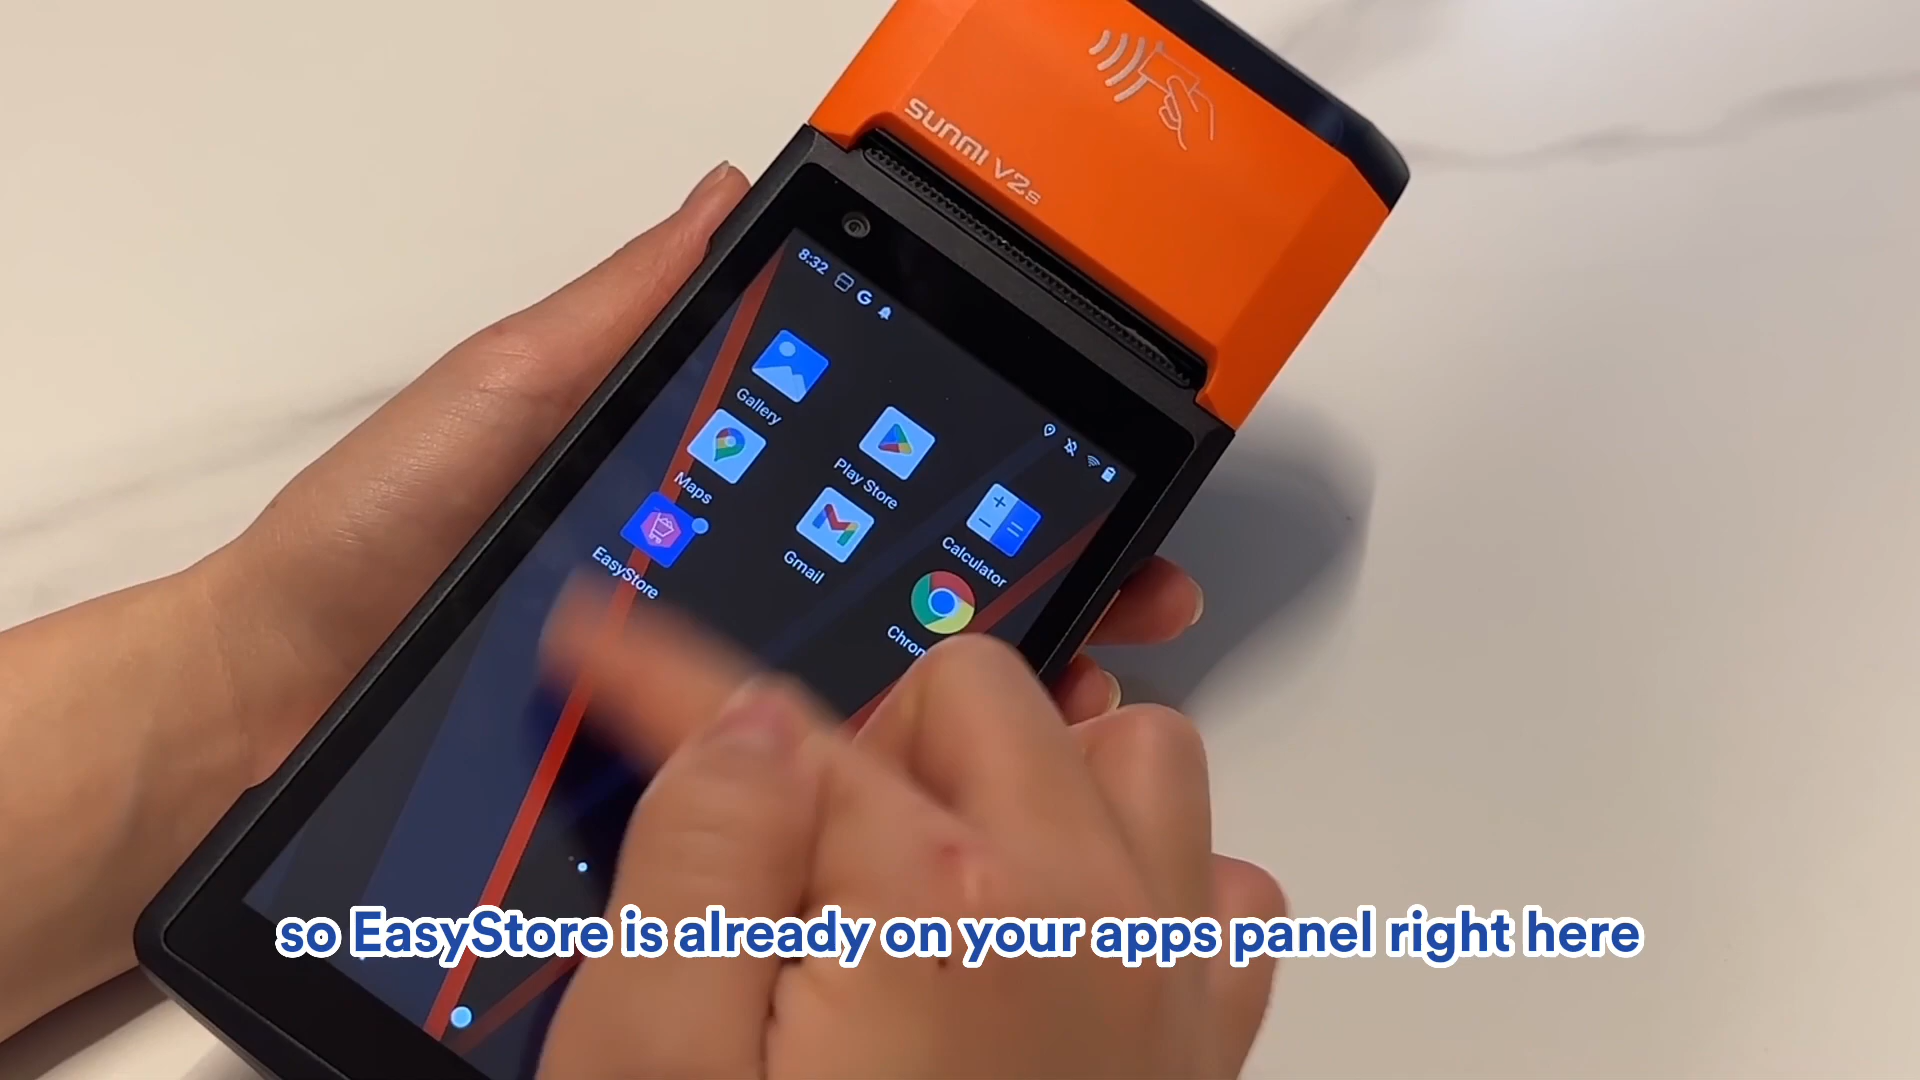 SUNMI V2s
8:32
Gallery
Play Store
Calculator
Maps
Gmail
Chrom
EasyStore
so EasyStore is already on your apps panel right here